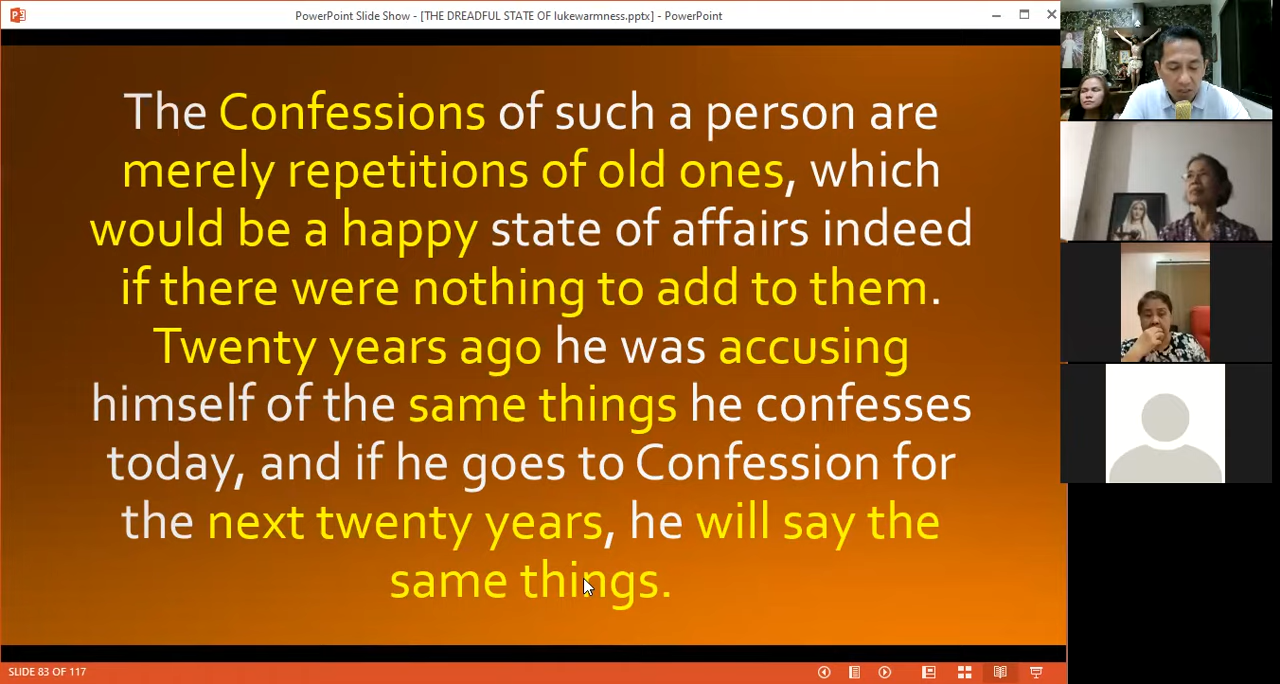 PowerPoint Slide Show - [THE DREADFUL STATE OF lukewarmness.pptx] - PowerPoint
The Confessions of such a person are
merely repetitions of old ones, which
would be a happy state of affairs indeed
if there were nothing to add to them.
Twenty years ago he was accusing
himself of the same things he confesses
today, and if he goes to Confession for
the next twenty years, he will say the
same things.
SLIDE 83 OF 117